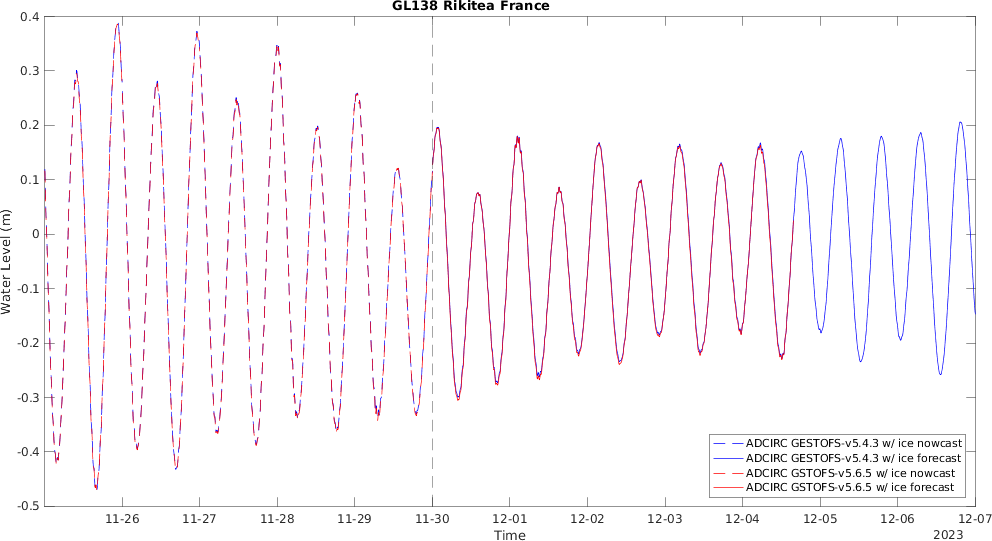 GL138 Rikitea France
0.4
0.3
0.2
0.1
0
-0.1
-0.2
-0.3
-0.4
-0.5
Water Level (m)
ADCIRC GESTOFS-v5.4.3 w/ ice nowcast
ADCIRC GESTOFS-v5.4.3 w/ ice forecast
ADCIRC GSTOFS-v5.6.5 w/ ice nowcast
ADCIRC GSTOFS-v5.6.5 w/ ice forecast
11-26 11-27 11-28 11-29 11-30 12-01 12-02 12-03 12-04 12-05 12-06 12-07
Time
2023